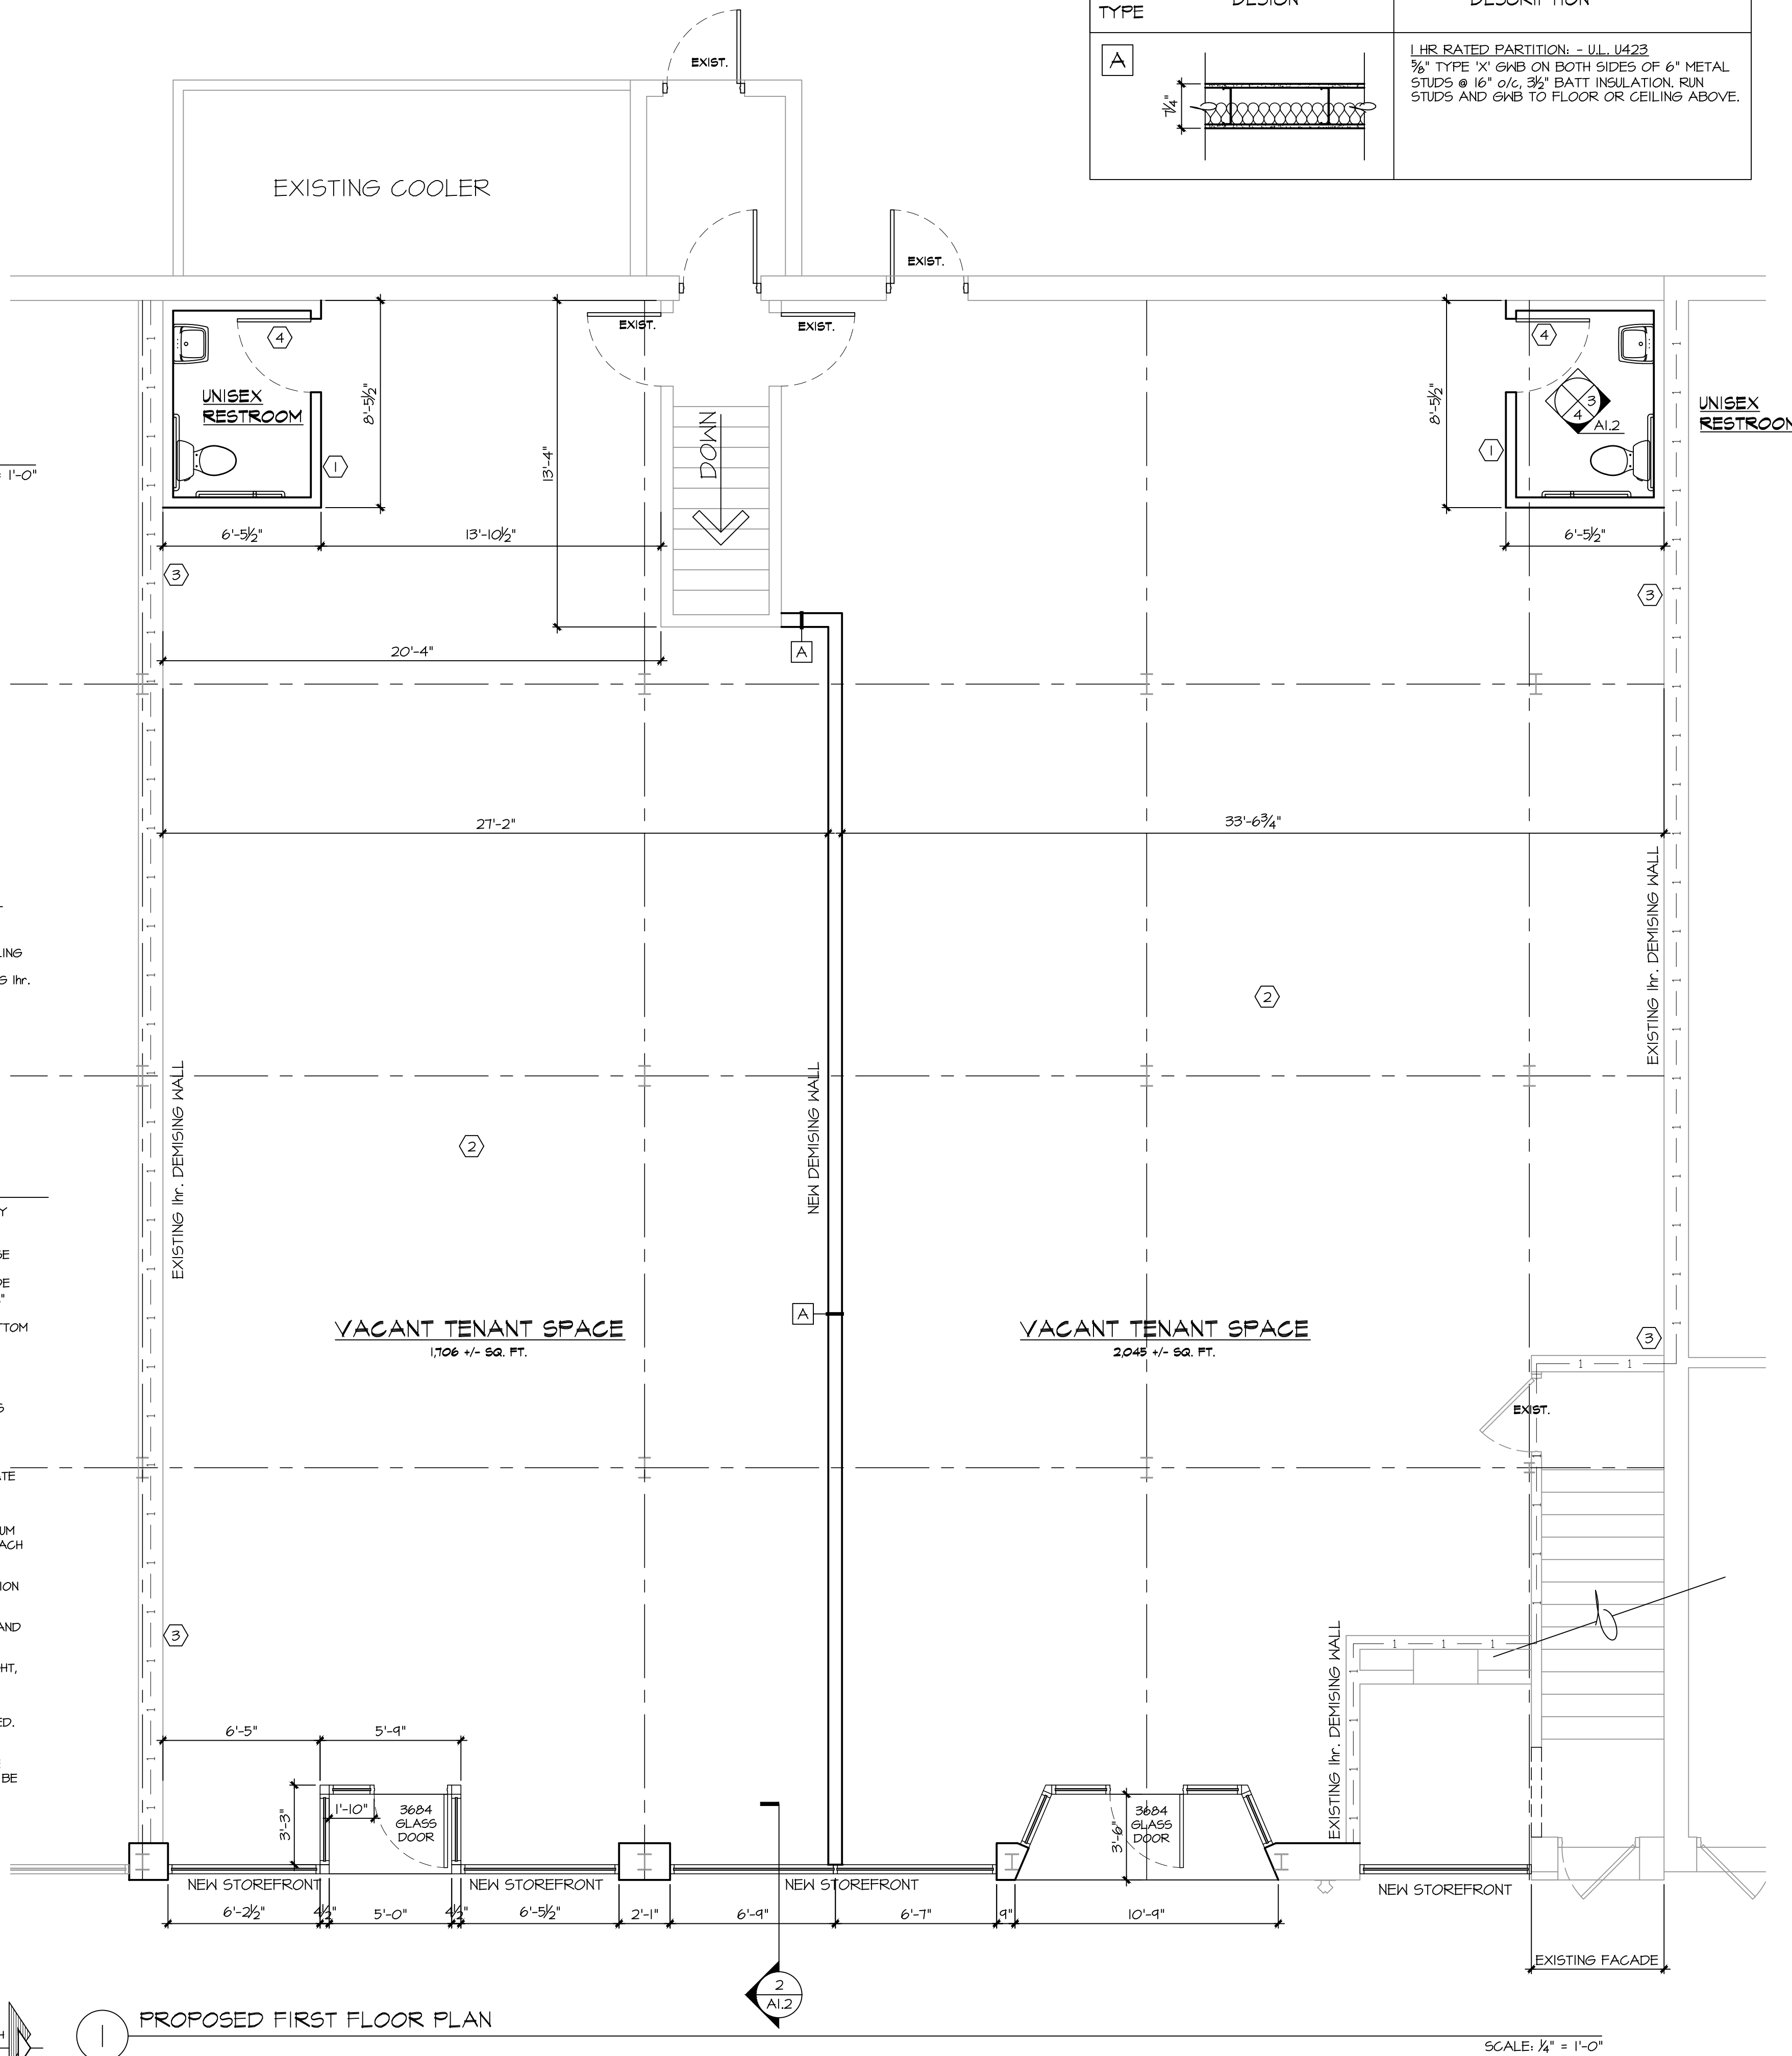 TYPE
DESIGN
DESCRIPTION
A
7¼"
1 HR RATED PARTITION: - U.L. U423
⅝" TYPE 'X' GWB ON BOTH SIDES OF 6" METAL
STUDS @ 16" o/c, 3½" BATT INSULATION. RUN
STUDS AND GWB TO FLOOR OR CEILING ABOVE.
EXIST.
EXISTING COOLER
EXIST.
EXIST.
EXIST.
4
4
UNISEX
RESTROOM
8'-5½"
13'-4"
DOWN
8'-5½"
3
4
A1.2
UNISEX
RESTROOM
1
1
= 1'-0"
6'-5½"
13'-10½"
6'-5½"
3
3
20'-4"
A
27'-2"
33'-6¾"
EXISTING 1hr. DEMISING WALL
2
EXISTING 1hr. DEMISING WALL
NEW DEMISING WALL
2
A
VACANT TENANT SPACE
1,706 +/- SQ. FT.
VACANT TENANT SPACE
2,045 +/- SQ. FT.
3
1 1
EXIST.
3
EXISTING 1hr. DEMISING WALL
1 1 1
6'-5"
5'-9"
3'-3"
1'-10"
3684
GLASS
DOOR
3'-6"
3684
GLASS
DOOR
NEW STOREFRONT
NEW STOREFRONT
NEW STOREFRONT
NEW STOREFRONT
6'-2½"
4½"
5'-0"
4½"
6'-5½"
2'-1"
6'-9"
6'-7"
9"
10'-9"
EXISTING FACADE
2
A1.2
1
PROPOSED FIRST FLOOR PLAN
SCALE: ¼" = 1'-0"